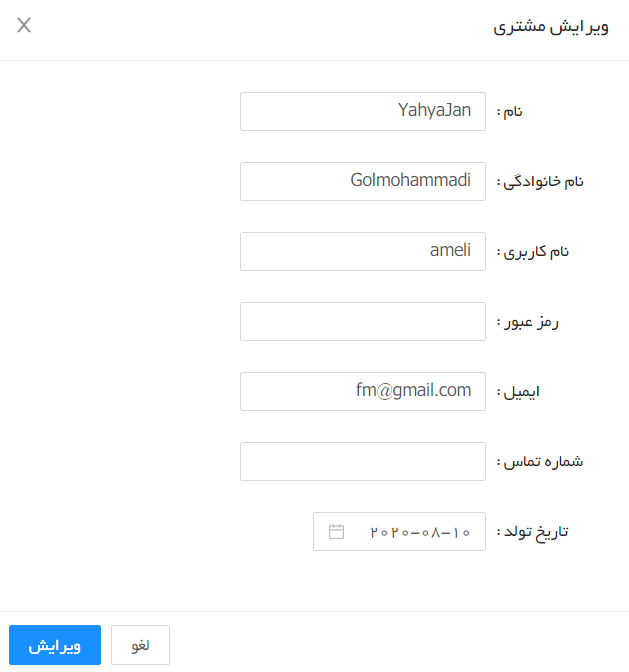 ویرایش مشتری
نام : YahyaJan
نام خانوادگی : Golmohammadi
نام کاربری : ameli
رمز عبور :
ایمیل : fm@gmail.com
شماره تماس :
تاریخ تولد : ۲۰۲۰-۰۸-۱۰
لغو ویرایش